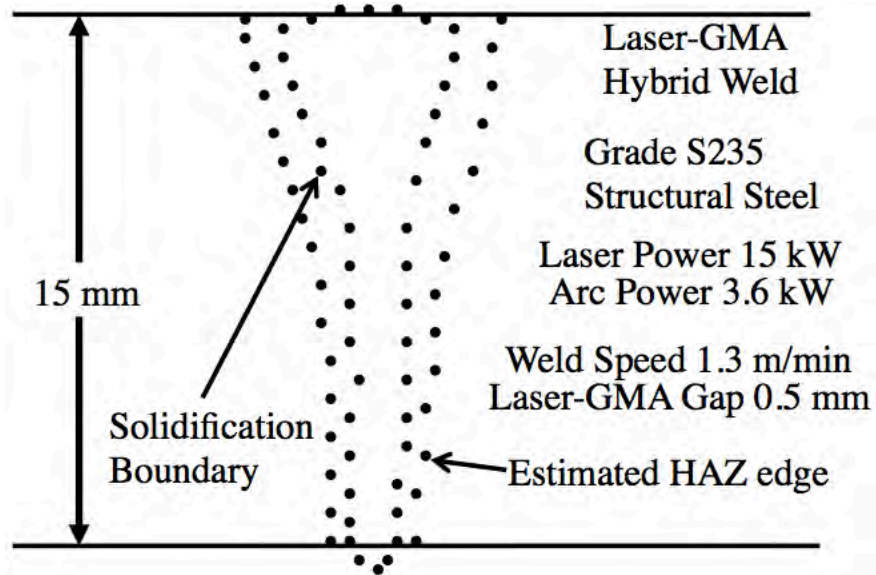 Laser-GMA
Hybrid Weld
Grade S235
Structural Steel
Laser Power 15 kW
Arc Power 3.6 kW
15 mm
Weld Speed 1.3 m/min
Laser-GMA Gap 0.5 mm
Solidification
Boundary
Estimated HAZ edge